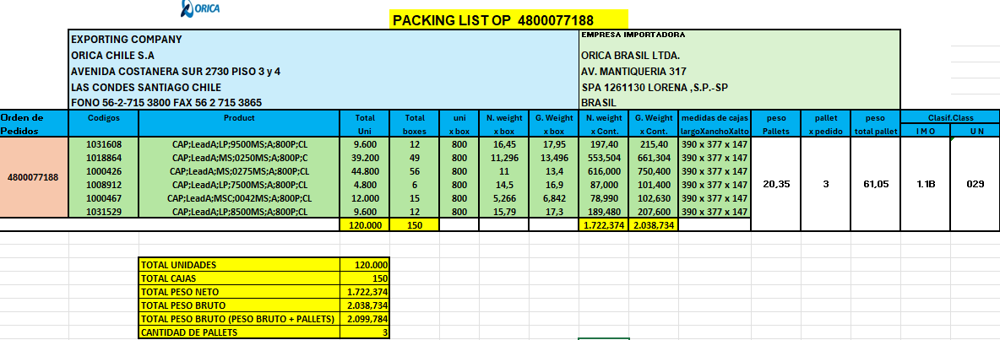 ORICA
PACKING LIST OP 4800077188
EXPORTING COMPANY
ORICA CHILE S.A
AVENIDA COSTANERA SUR 2730 PISO 3 y 4
LAS CONDES SANTIAGO CHILE
FONO 56-2-715 3800 FAX 56 2 715 3865
EMPRESA IMPORTADORA
ORICA BRASIL LTDA.
AV. MANTIQUERIA 317
SPA 1261130 LORENA ,S.P.-SP
BRASIL
Orden de Codigos Product Total Total uni N. weight G. Weight N. weight G. Weight medidas de cajas peso pallet peso Clasif.Class
Pedidos Uni boxes x box x box x box x Cont. x Cont. largoXanchoXalto Pallets x pedido total pallet I M O U N
1031608 CAP;LeadA;LP;9500MS;A;800P;CL 9.600 12 800 16,45 17,95 197,40 215,40 390 x 377 x 147
1018864 CAP;LeadA;MS;0250MS;A;800P;C 39.200 49 800 11,296 13,496 553,504 661,304 390 x 377 x 147
1000426 CAP;LeadA;MS;0275MS;A;800P;CL 44.800 56 800 11 13,4 616,000 750,400 390 x 377 x 147
4800077188 1008912 CAP;LeadA;LP;7500MS;A;800P;CL 4.800 6 800 14,5 16,9 87,000 101,400 390 x 377 x 147 20,35 3 61,05 1.1B 029
1000467 CAP;LeadA;MSC;0042MS;A;800P;CL 12.000 15 800 5,266 6,842 78,990 102,630 390 x 377 x 147
1031529 CAP;LeadA;LP;8500MS;A;800P;CL 9.600 12 800 15,79 17,3 189,480 207,600 390 x 377 x 147
120.000 150 1.722,374 2.038,734
TOTAL UNIDADES 120.000
TOTAL CAJAS 150
TOTAL PESO NETO 1.722,374
TOTAL PESO BRUTO 2.038,734
TOTAL PESO BRUTO (PESO BRUTO + PALLETS) 2.099,784
CANTIDAD DE PALLETS 3